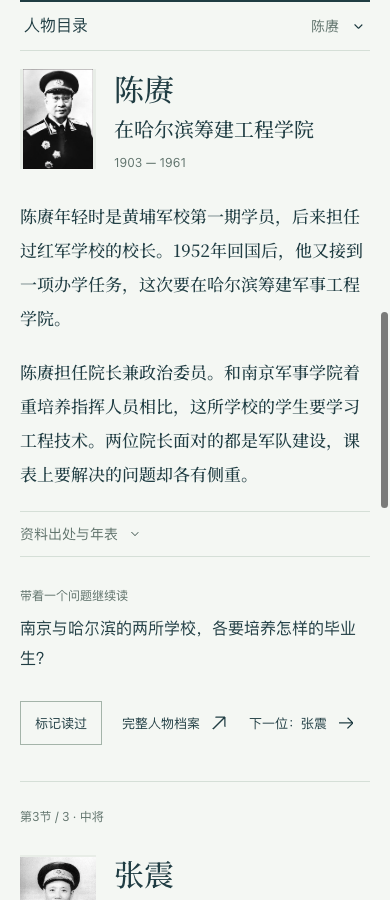 人物目录
陈赓
陈赓
在哈尔滨筹建工程学院
1903 — 1961
陈赓年轻时是黄埔军校第一期学员，后来担任
过红军学校的校长。1952年回国后，他又接到
一项办学任务，这次要在哈尔滨筹建军事工程
学院。
陈赓担任院长兼政治委员。和南京军事学院着
重培养指挥人员相比，这所学校的学生要学习
工程技术。两位院长面对的都是军队建设，课
表上要解决的问题却各有侧重。
资料出处与年表
带着一个问题继续读
南京与哈尔滨的两所学校，各要培养怎样的毕业
生？
标记读过
完整人物档案
下一位：张震
第3节 / 3 · 中将
张震